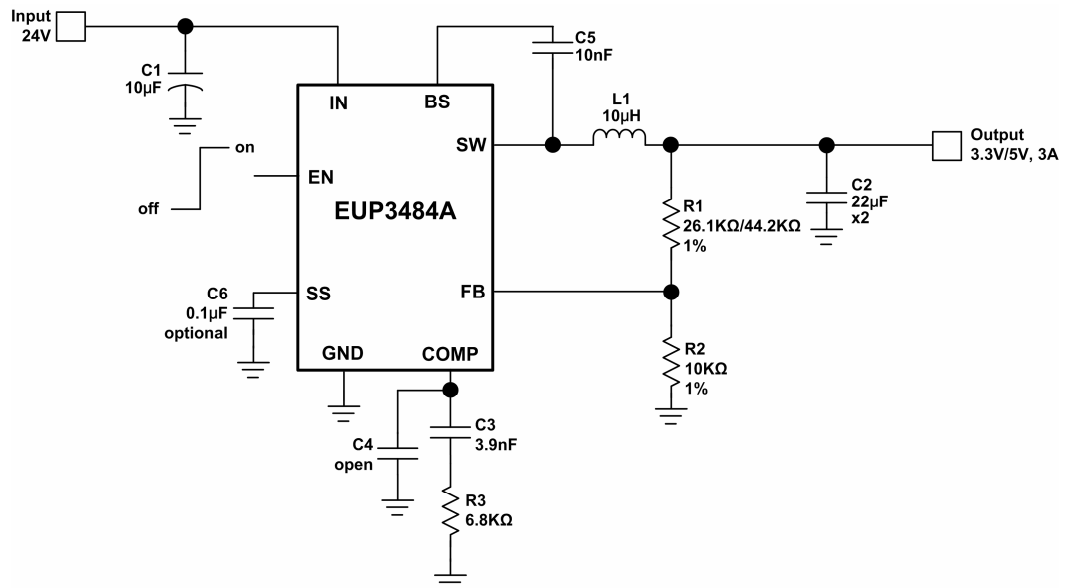 Input
24V
C1
10µF
IN
BS
C5
10nF
L1
10µH
SW
Output
3.3V/5V, 3A
on
off
EN
EUP3484A
C2
22µF
x2
R1
26.1KΩ/44.2KΩ
1%
SS
C6
0.1µF
optional
FB
GND
COMP
R2
10KΩ
1%
C4
open
C3
3.9nF
R3
6.8KΩ